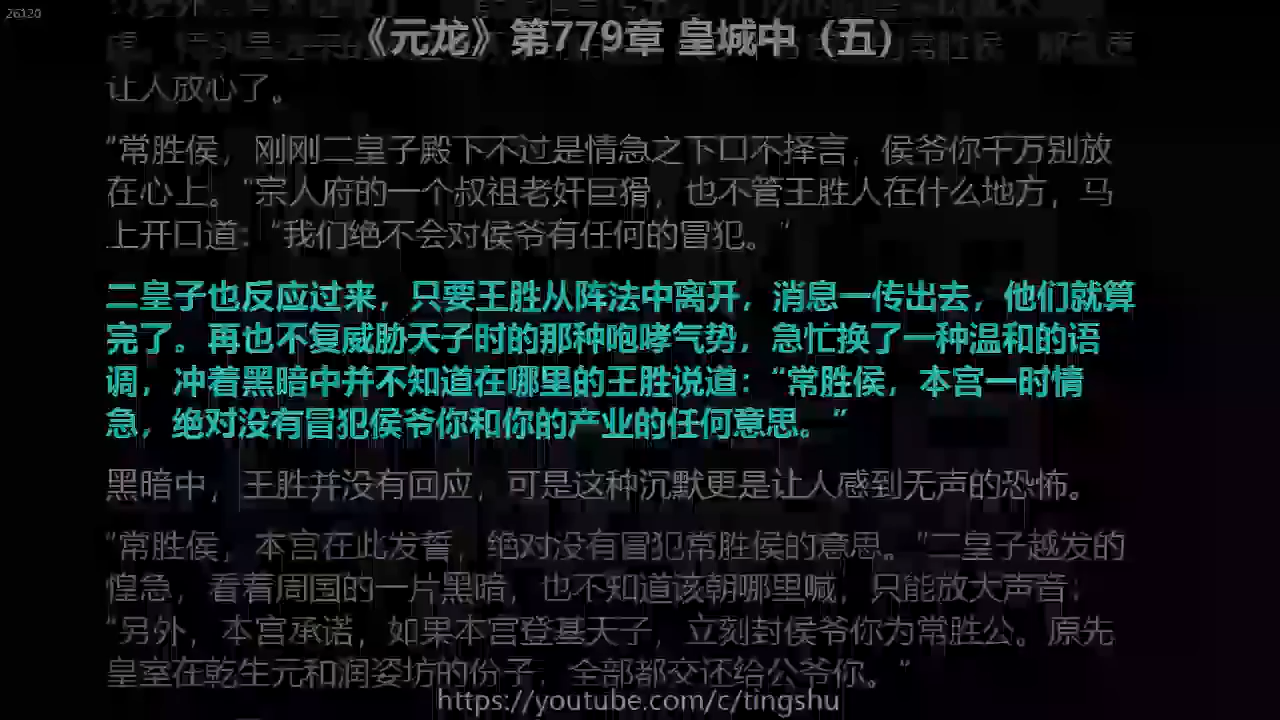 26120
《元龙》第779章 皇城中（五）
让人放心了。
“常胜侯，刚刚二皇子殿下不过是情急之下口不择言，侯爷你千万别放
在心上。”宗人府的一个叔祖老奸巨猾，也不管王胜人在什么地方，马
上开口道：“我们绝不会对侯爷有任何的冒犯。”
二皇子也反应过来，只要王胜从阵法中离开，消息一传出去，他们就算
完了。再也不复威胁天子时的那种咆哮气势，急忙换了一种温和的语
调，冲着黑暗中并不知道在哪里的王胜说道：“常胜侯，本宫一时情
急，绝对没有冒犯侯爷你和你的产业的任何意思。”
黑暗中，王胜并没有回应，可是这种沉默更是让人感到无声的恐怖。
“常胜侯，本宫在此发誓，绝对没有冒犯常胜侯的意思。”二皇子越发的
惶急，看着周围的一片黑暗，也不知道该朝哪里喊，只能放大声音：
“另外，本宫承诺，如果本宫登基天子，立刻封侯爷你为常胜公。原先
皇室在乾生元和润姿坊的份子，全部都交还给公爷你。”
https://youtube.com/c/tingshu